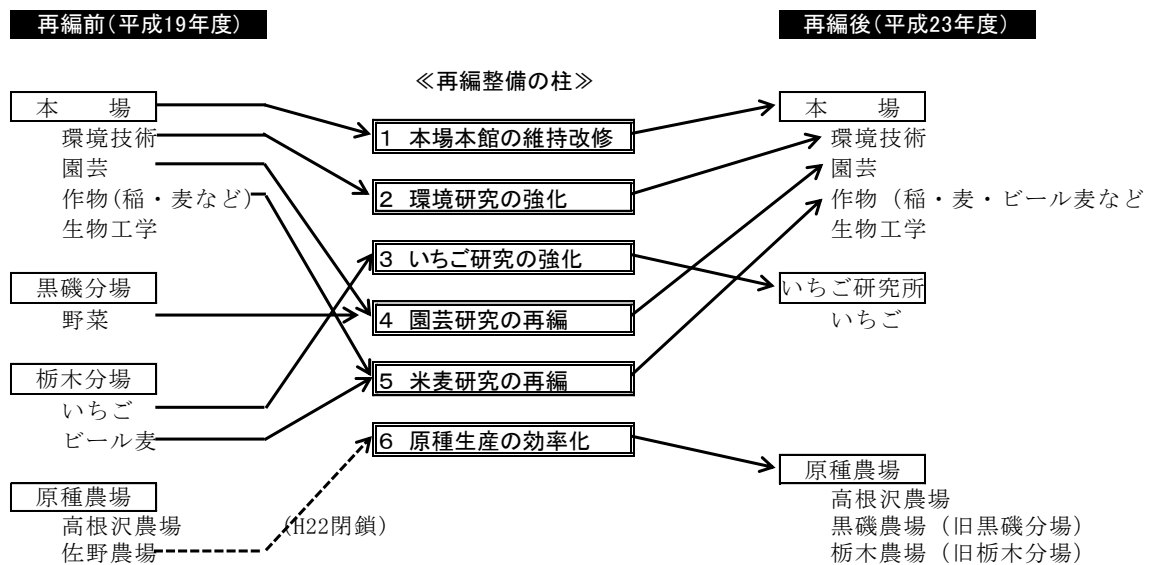 再編前(平成19年度)
再編後(平成23年度)
≪再編整備の柱≫
本　　場
環境技術
園芸
作物(稲・麦など)
生物工学
黒磯分場
野菜
栃木分場
いちご
ビール麦
原種農場
高根沢農場
(H22閉鎖)
佐野農場
1 本場本館の維持改修
2 環境研究の強化
3 いちご研究の強化
4 園芸研究の再編
5 米麦研究の再編
6 原種生産の効率化
本　　場
環境技術
園芸
作物（稲・麦・ビール麦など
生物工学
いちご研究所
いちご
原種農場
高根沢農場
黒磯農場（旧黒磯分場）
栃木農場（旧栃木分場）